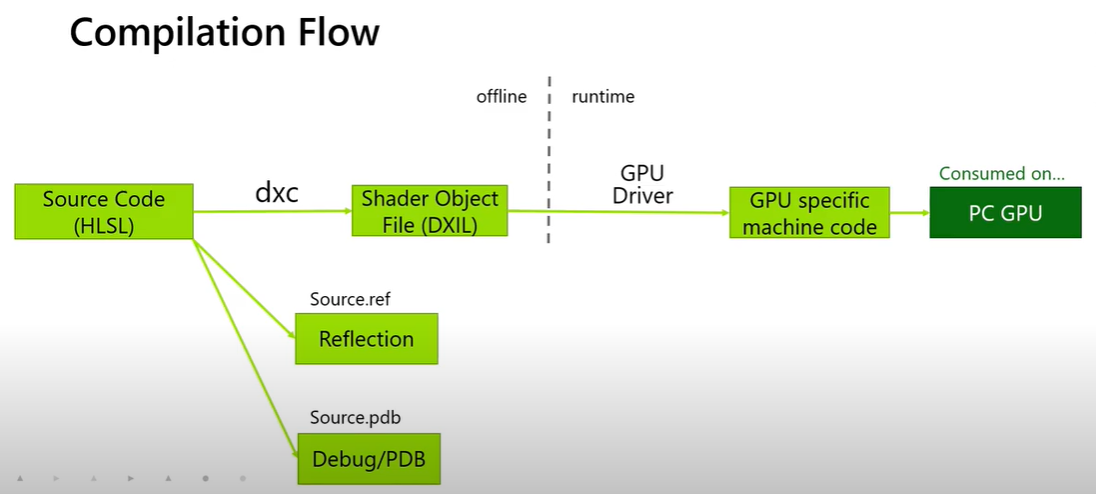 Compilation Flow
offline
runtime
Source Code
(HLSL)
dxc
Shader Object
File (DXIL)
GPU
Driver
GPU specific
machine code
Consumed on...
PC GPU
Source.ref
Reflection
Source.pdb
Debug/PDB